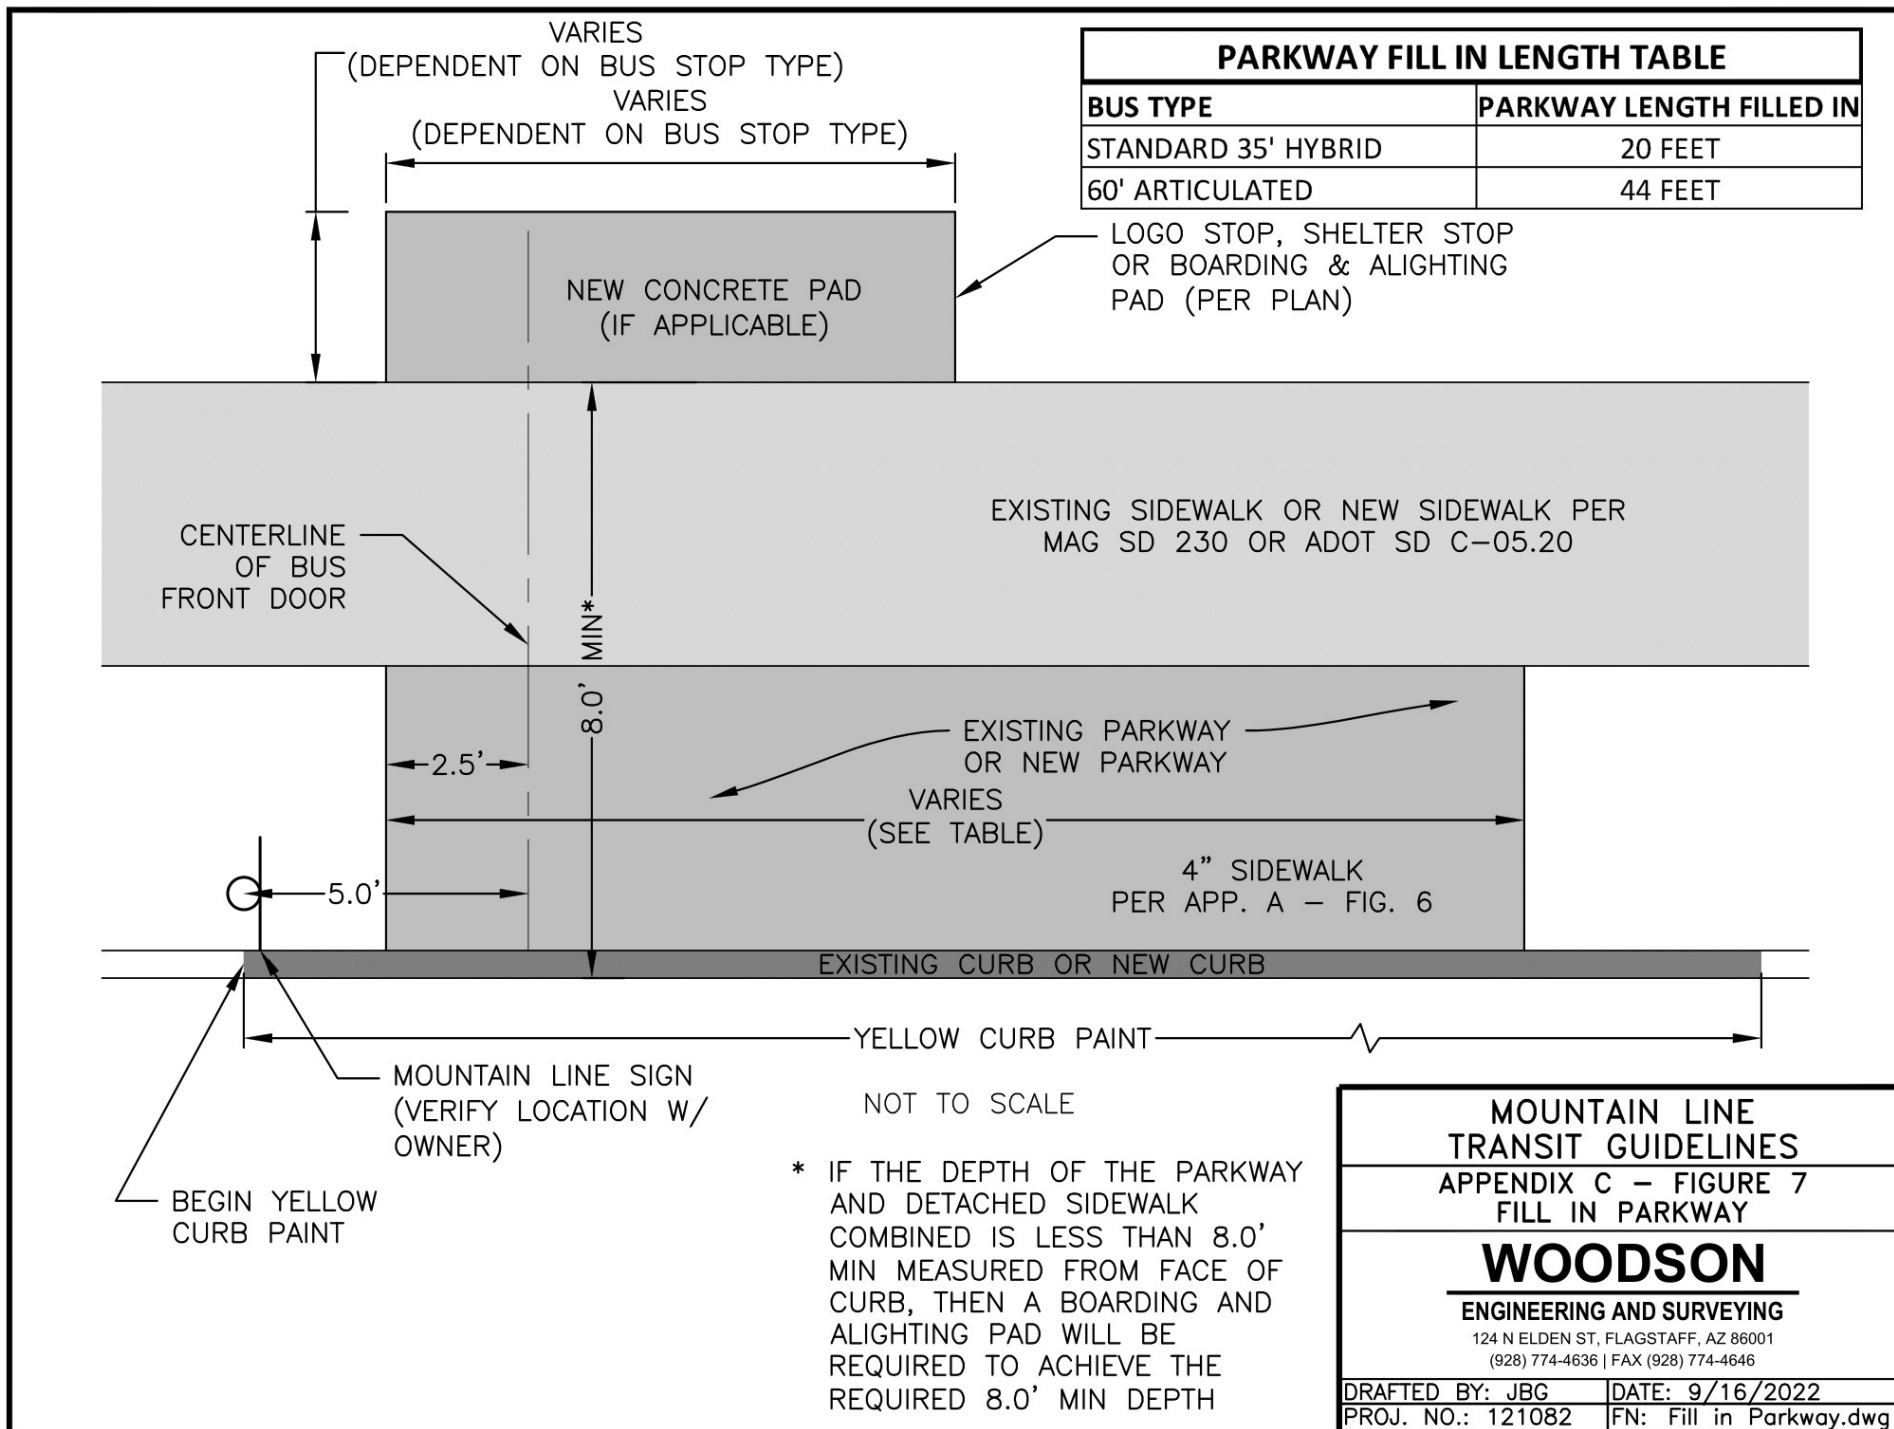 VARIES
(DEPENDENT ON BUS STOP TYPE)
VARIES
(DEPENDENT ON BUS STOP TYPE)
PARKWAY FILL IN LENGTH TABLE
BUS TYPE PARKWAY LENGTH FILLED IN
STANDARD 35' HYBRID 20 FEET
60' ARTICULATED 44 FEET
LOGO STOP, SHELTER STOP
OR BOARDING & ALIGHTING
PAD (PER PLAN)
NEW CONCRETE PAD
(IF APPLICABLE)
EXISTING SIDEWALK OR NEW SIDEWALK PER
MAG SD 230 OR ADOT SD C-05.20
CENTERLINE
OF BUS
FRONT DOOR
8.0' MIN*
EXISTING PARKWAY
OR NEW PARKWAY
2.5'
VARIES
(SEE TABLE)
4" SIDEWALK
PER APP. A - FIG. 6
5.0'
EXISTING CURB OR NEW CURB
YELLOW CURB PAINT
MOUNTAIN LINE SIGN
(VERIFY LOCATION W/
OWNER)
BEGIN YELLOW
CURB PAINT
NOT TO SCALE
* IF THE DEPTH OF THE PARKWAY
AND DETACHED SIDEWALK
COMBINED IS LESS THAN 8.0'
MIN MEASURED FROM FACE OF
CURB, THEN A BOARDING AND
ALIGHTING PAD WILL BE
REQUIRED TO ACHIEVE THE
REQUIRED 8.0' MIN DEPTH
MOUNTAIN LINE
TRANSIT GUIDELINES
APPENDIX C - FIGURE 7
FILL IN PARKWAY
WOODSON
ENGINEERING AND SURVEYING
124 N ELDEN ST, FLAGSTAFF, AZ 86001
(928) 774-4636 | FAX (928) 774-4646
DRAFTED BY: JBG DATE: 9/16/2022
PROJ. NO.: 121082 FN: Fill in Parkway.dwg